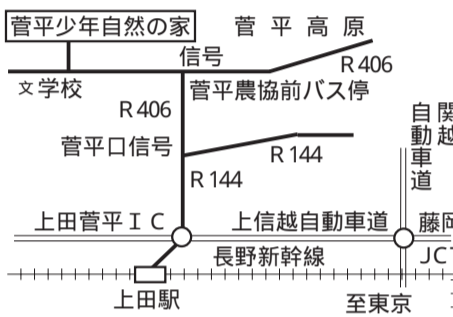 菅平少年自然の家
菅平高原
信号
R406
文学校
菅平農協前バス停
R406
菅平口信号
R144
R144
関越
自動車道
上田菅平IC
上信越自動車道
藤岡
JCT
長野新幹線
上田駅
至東京